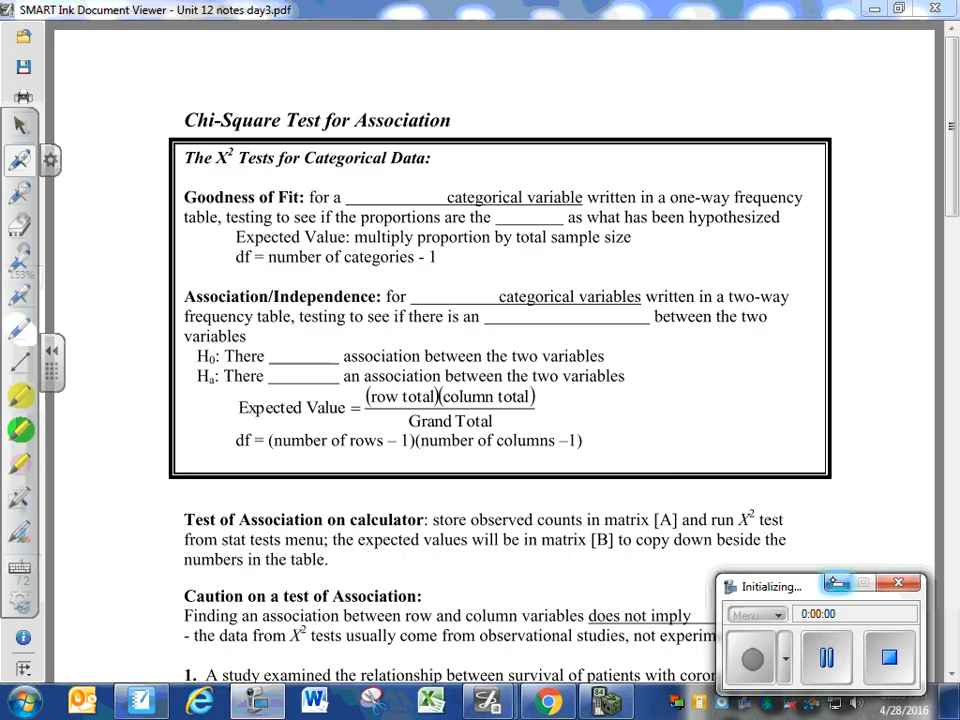 SMART Ink Document Viewer - Unit 12 notes day3.pdf
Chi-Square Test for Association
The X² Tests for Categorical Data:
Goodness of Fit: for a ____________ categorical variable written in a one-way frequency
table, testing to see if the proportions are the ________ as what has been hypothesized
Expected Value: multiply proportion by total sample size
df = number of categories - 1
Association/Independence: for __________ categorical variables written in a two-way
frequency table, testing to see if there is an ____________________ between the two
variables
H₀: There ________ association between the two variables
Hₐ: There ________ an association between the two variables
Expected Value = (row total)(column total)
Grand Total
df = (number of rows – 1)(number of columns –1)
Test of Association on calculator: store observed counts in matrix [A] and run X² test
from stat tests menu; the expected values will be in matrix [B] to copy down beside the
numbers in the table.
Caution on a test of Association:
Finding an association between row and column variables does not imply
- the data from X² tests usually come from observational studies, not experim
1. A study examined the relationship between survival of patients with coron
153%
/ 2
Initializing...
Menu
0:00:00
4/28/2016